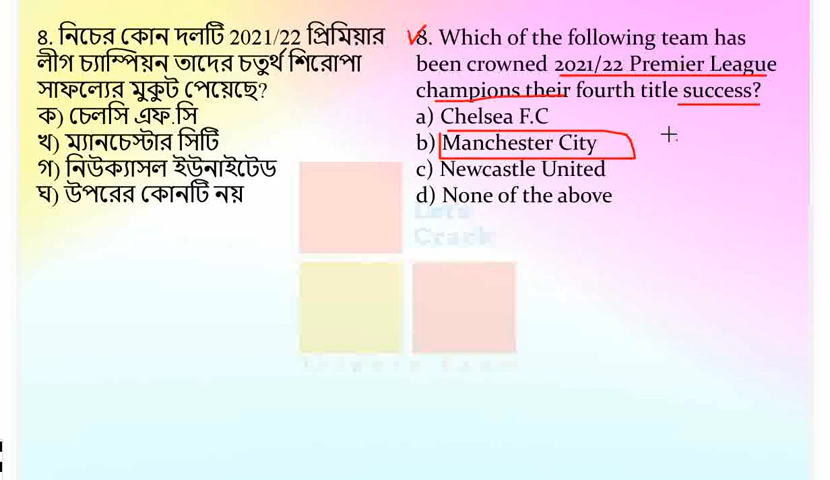 8. নিচের কোন দলটি 2021/22 প্রিমিয়ার
লীগ চ্যাম্পিয়ন তাদের চতুর্থ শিরোপা
সাফল্যের মুকুট পেয়েছে?
ক) চেলসি এফ.সি
খ) ম্যানচেস্টার সিটি
গ) নিউক্যাসল ইউনাইটেড
ঘ) উপরের কোনটি নয়
8. Which of the following team has
been crowned 2021/22 Premier League
champions their fourth title success?
a) Chelsea F.C
b) Manchester City
c) Newcastle United
d) None of the above
Let's
Crack